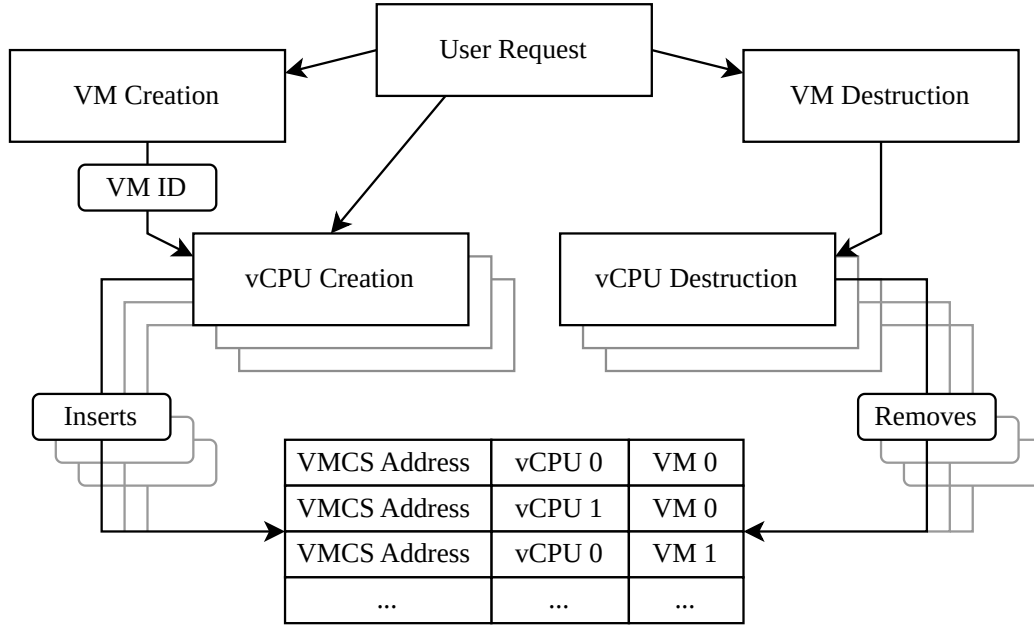 User Request
VM Creation
VM Destruction
VM ID
vCPU Creation
vCPU Destruction
Inserts
Removes
VMCS Address vCPU 0 VM 0
VMCS Address vCPU 1 VM 0
VMCS Address vCPU 0 VM 1
... ... ...